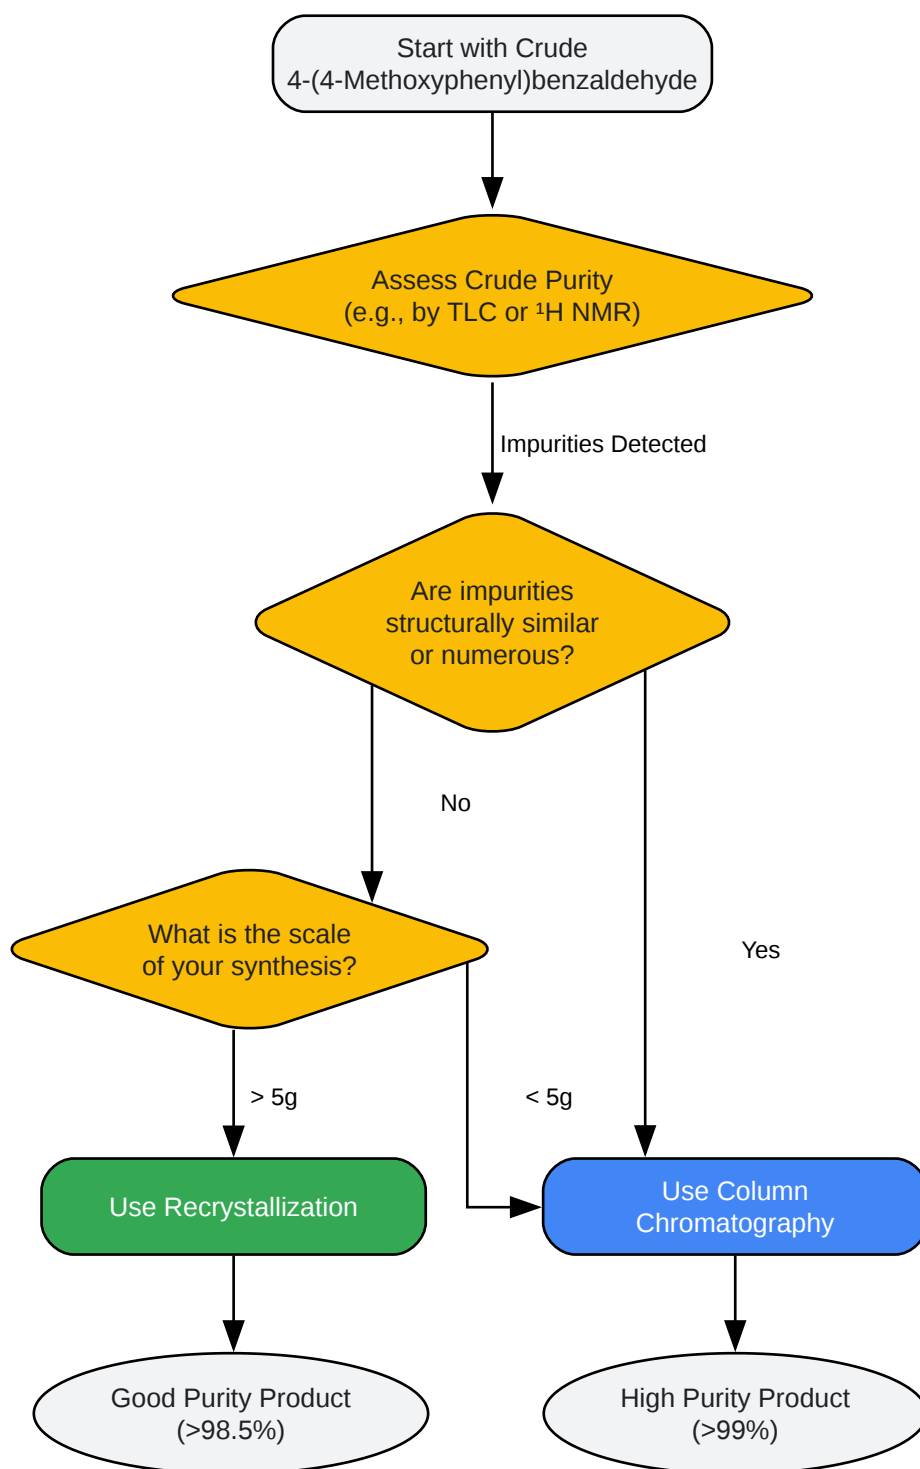 Start with Crude
4-(4-Methoxyphenyl)benzaldehyde
Assess Crude Purity
(e.g., by TLC or ¹H NMR)
Impurities Detected
Are impurities
structurally similar
or numerous?
No
What is the scale
of your synthesis?
Yes
> 5g
< 5g
Use Recrystallization
Use Column
Chromatography
Good Purity Product
(>98.5%)
High Purity Product
(>99%)